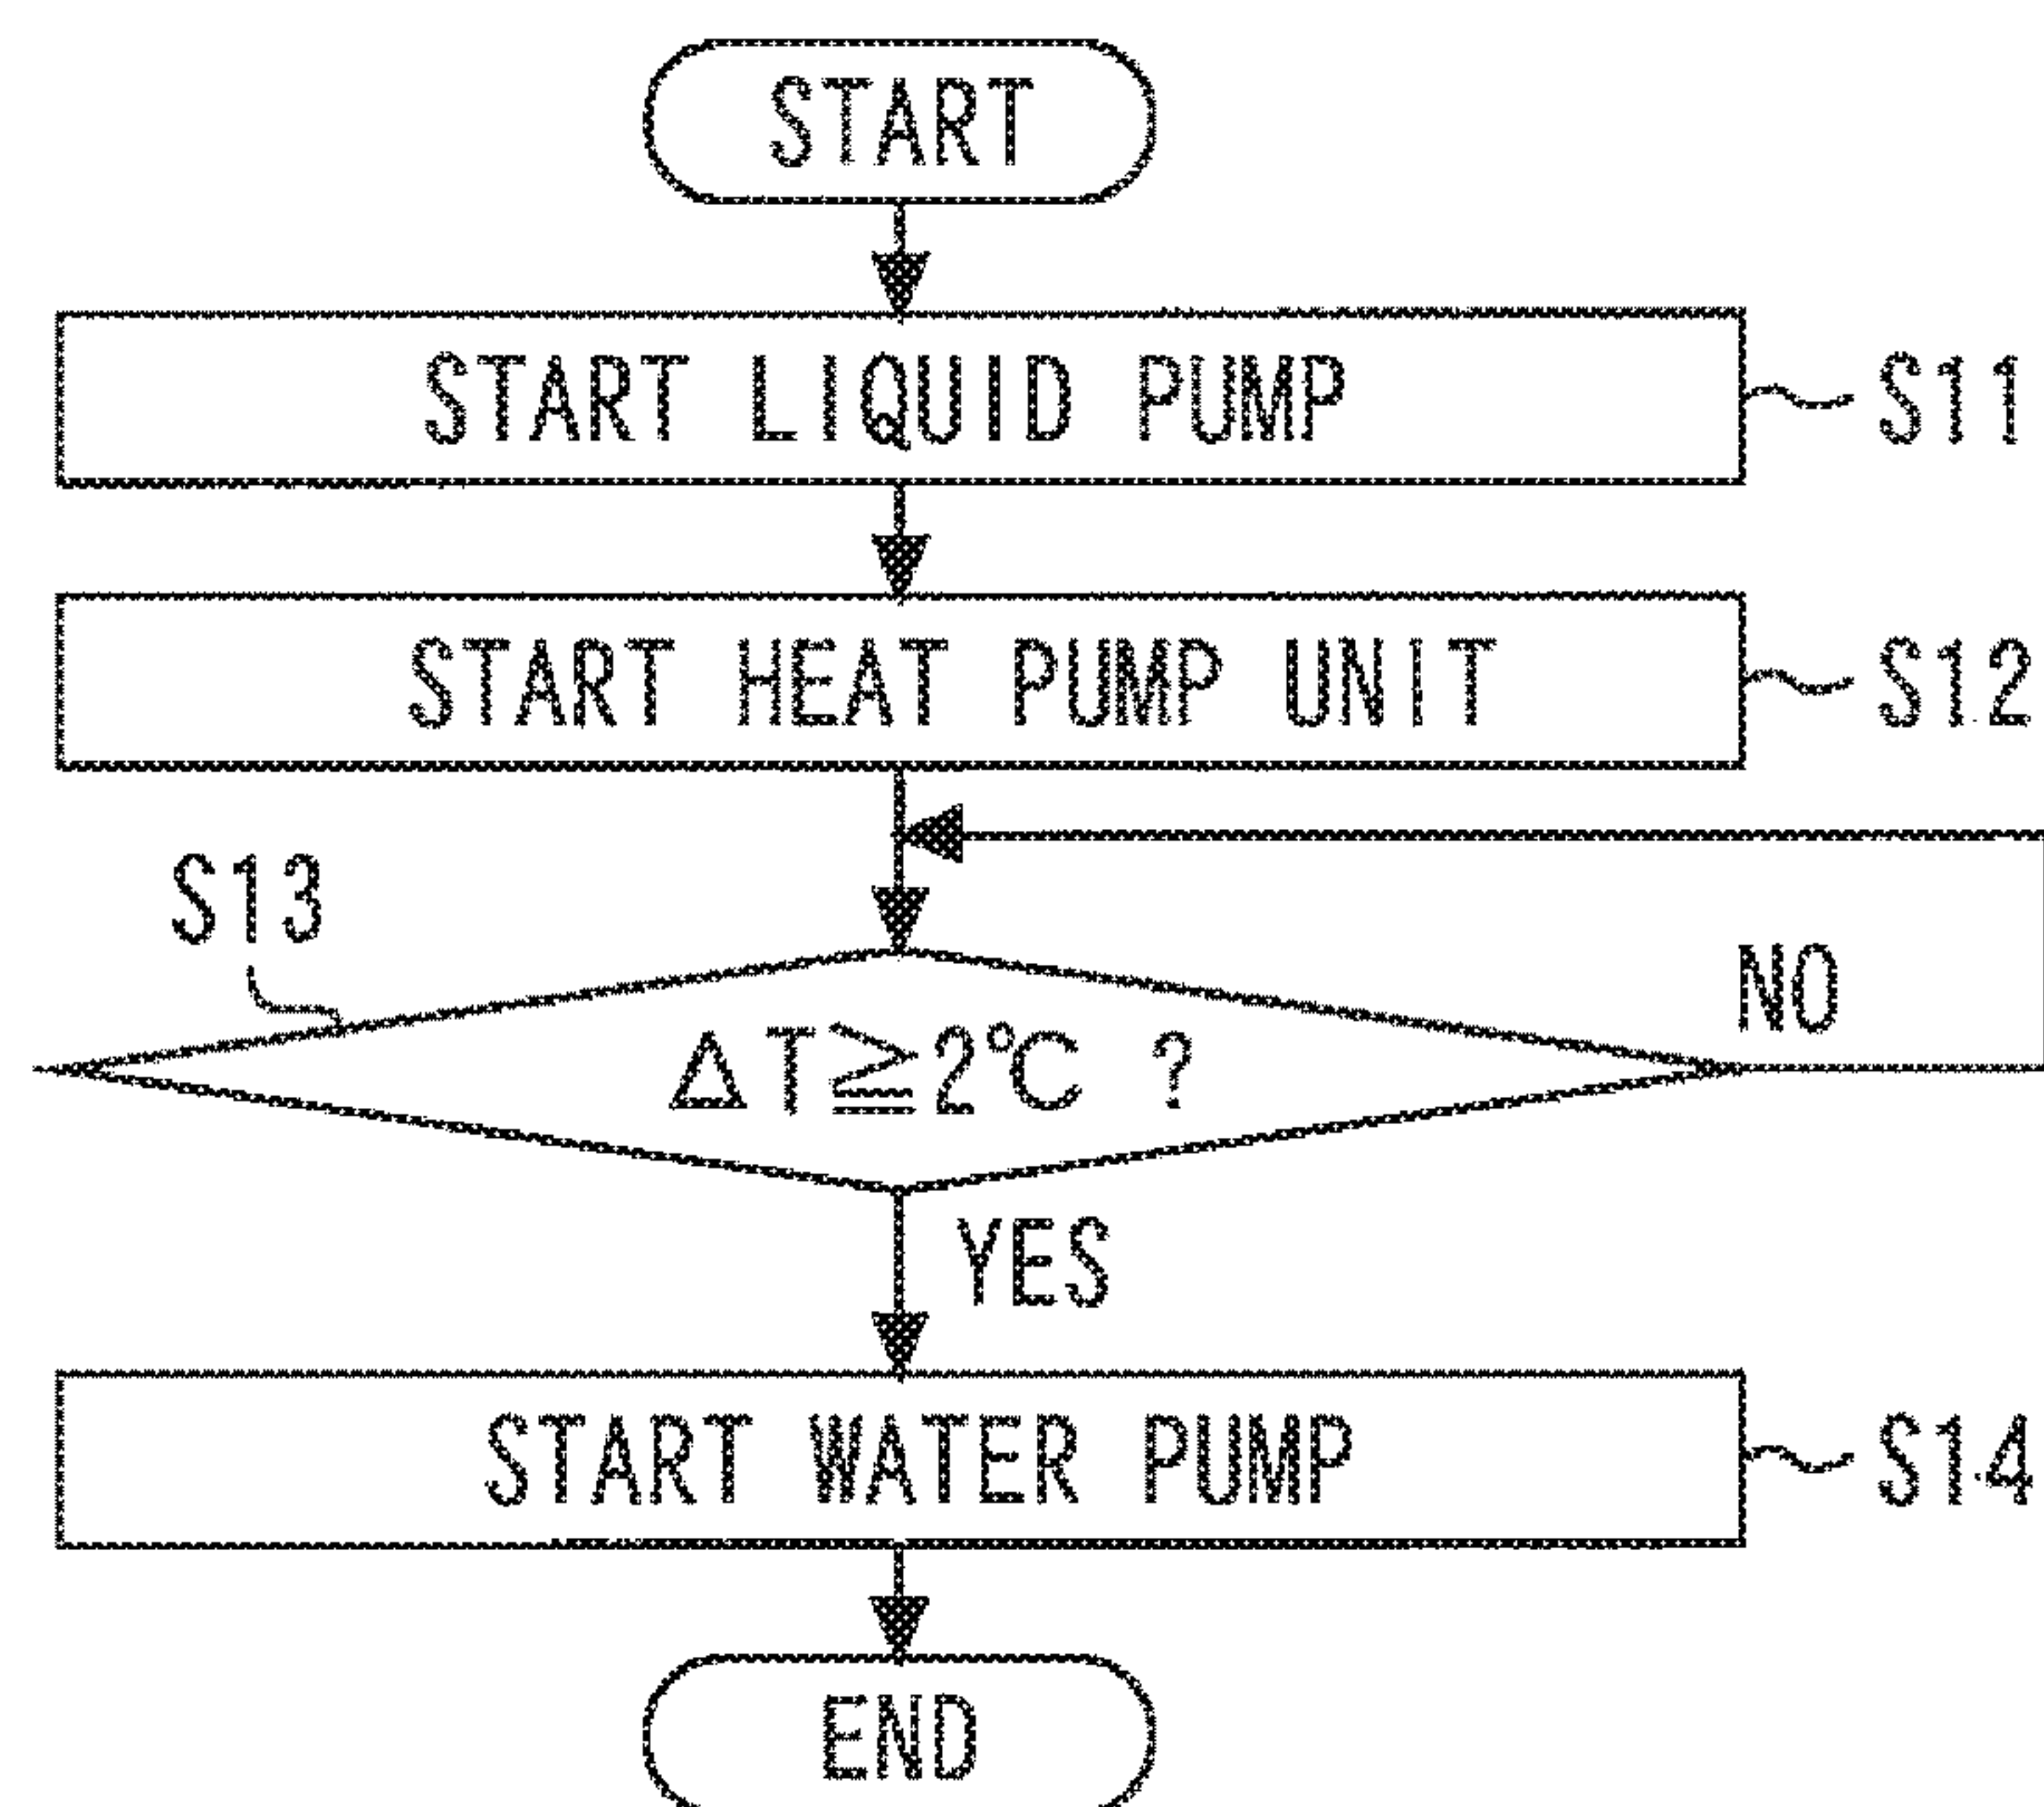 START
START LIQUID PUMP
S11
START HEAT PUMP UNIT
S12
S13
NO
ΔT≧2℃ ?
YES
START WATER PUMP
S14
END